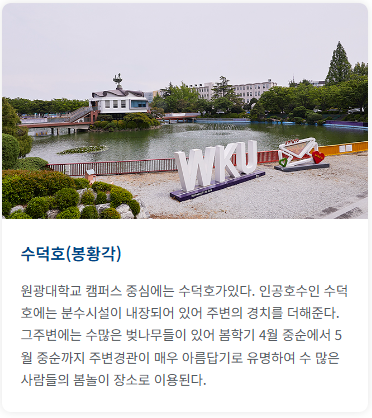 WKU
수덕호(봉황각)
원광대학교 캠퍼스 중심에는 수덕호가있다. 인공호수인 수덕
호에는 분수시설이 내장되어 있어 주변의 경치를 더해준다.
그주변에는 수많은 벚나무들이 있어 봄학기 4월 중순에서 5
월 중순까지 주변경관이 매우 아름답기로 유명하여 수 많은
사람들의 봄놀이 장소로 이용된다.